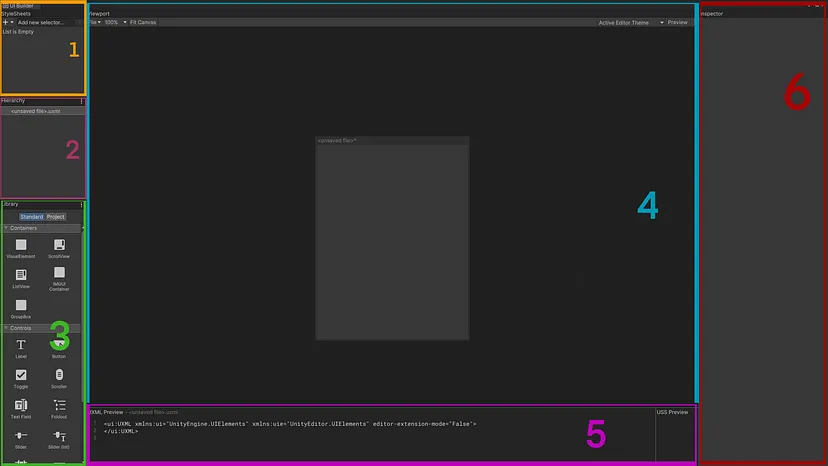 UI Builder
StyleSheets
Add new selector...
List is Empty
1
Hierarchy
<unsaved file>.uxml
2
Library
Standard Project
Containers
VisualElement ScrollView
ListView IMGUI Container
GroupBox
Controls
3
Label Button
Toggle Scroller
Text Field Foldout
Slider Slider (Int)
Viewport
File 100% Fit Canvas Active Editor Theme Preview
<unsaved file>*
4
UXML Preview - <unsaved file>.uxml USS Preview
1 <ui:UXML xmlns:ui="UnityEngine.UIElements" xmlns:uie="UnityEditor.UIElements" editor-extension-mode="False">
2 </ui:UXML>
3
5
Inspector
6